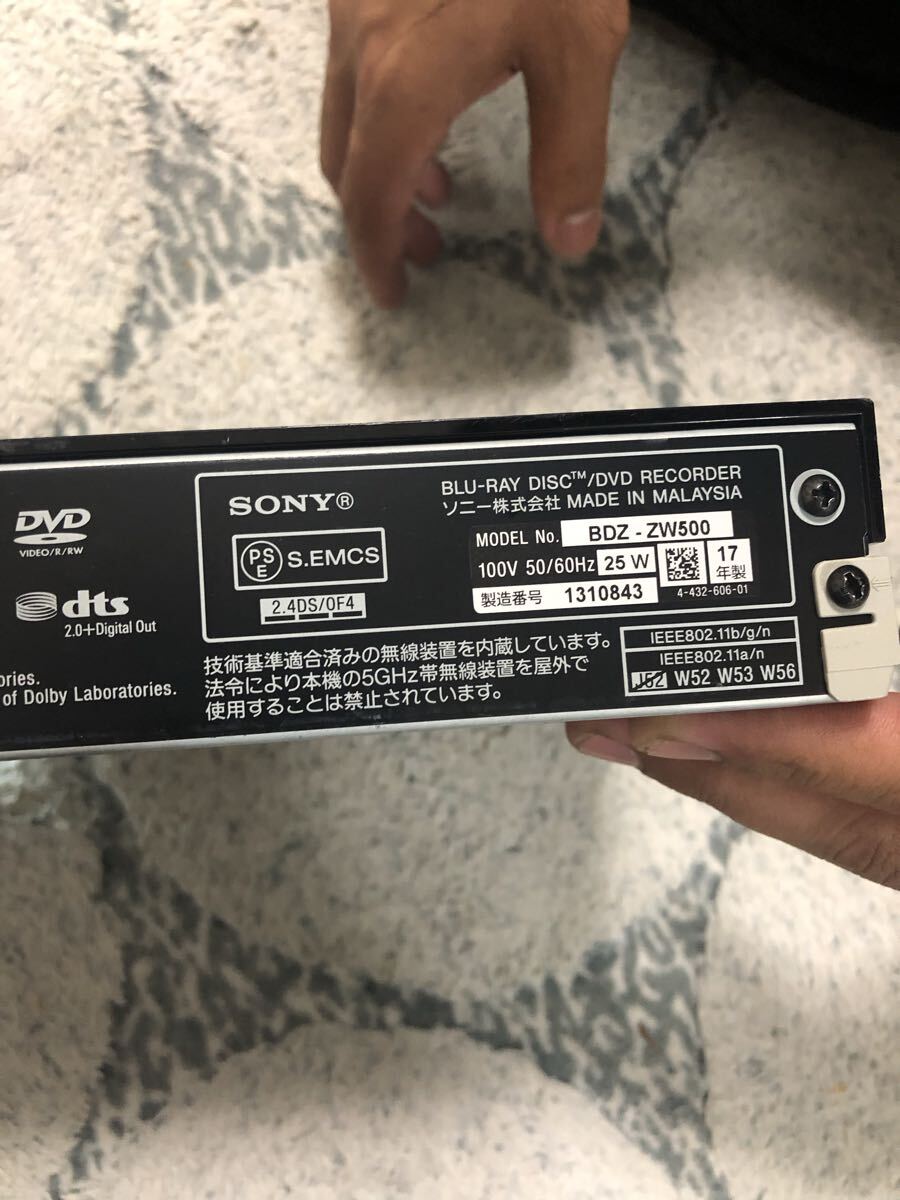 DVD
VIDEO/R/RW
dts
2.0+Digital Out
ories.
of Dolby Laboratories.
SONY®
PS
E
S.EMCS
2.4DS/OF4
BLU-RAY DISC™/DVD RECORDER
ソニー株式会社 MADE IN MALAYSIA
MODEL No. BDZ - ZW500
100V 50/60Hz 25 W
17
年製
製造番号 1310843
4-432-606-01
技術基準適合済みの無線装置を内蔵しています。
法令により本機の5GHz帯無線装置を屋外で
使用することは禁止されています。
IEEE802.11b/g/n
IEEE802.11a/n
J52 W52 W53 W56